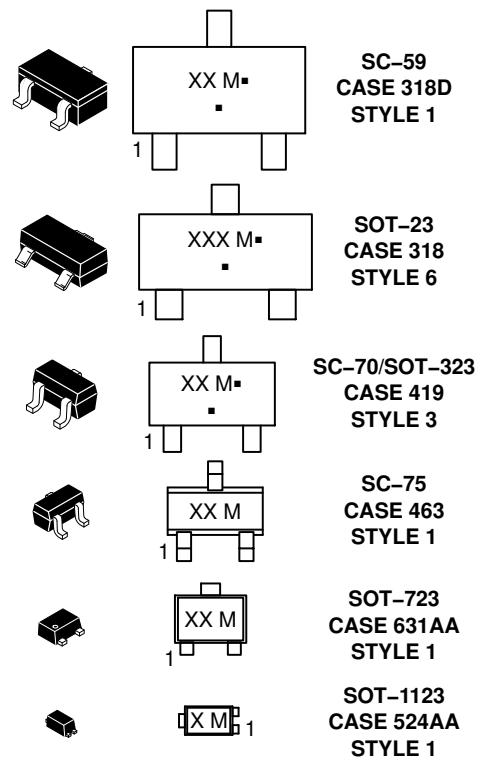 XX M▪
▪
1
SC–59
CASE 318D
STYLE 1
XXX M▪
▪
1
SOT–23
CASE 318
STYLE 6
XX M▪
▪
1
SC–70/SOT–323
CASE 419
STYLE 3
XX M
1
SC–75
CASE 463
STYLE 1
XX M
1
SOT–723
CASE 631AA
STYLE 1
X M
1
SOT–1123
CASE 524AA
STYLE 1